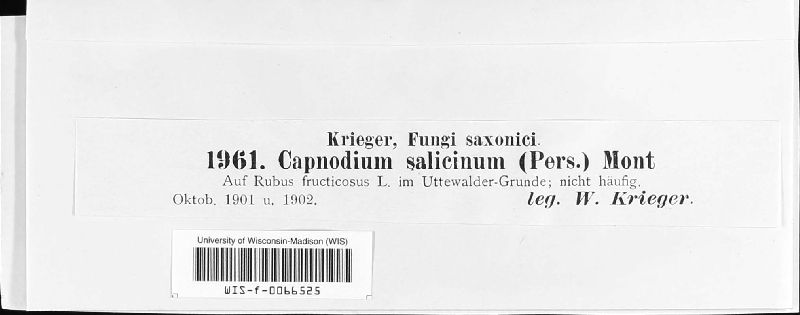 Krieger, Fungi saxonici.
1961. Capnodium salicinum (Pers.) Mont
Auf Rubus fructicosus L. im Uttewalder-Grunde; nicht häufig.
Oktob. 1901 u. 1902. leg. W. Krieger.
University of Wisconsin-Madison (WIS)
WIS-f-0066525